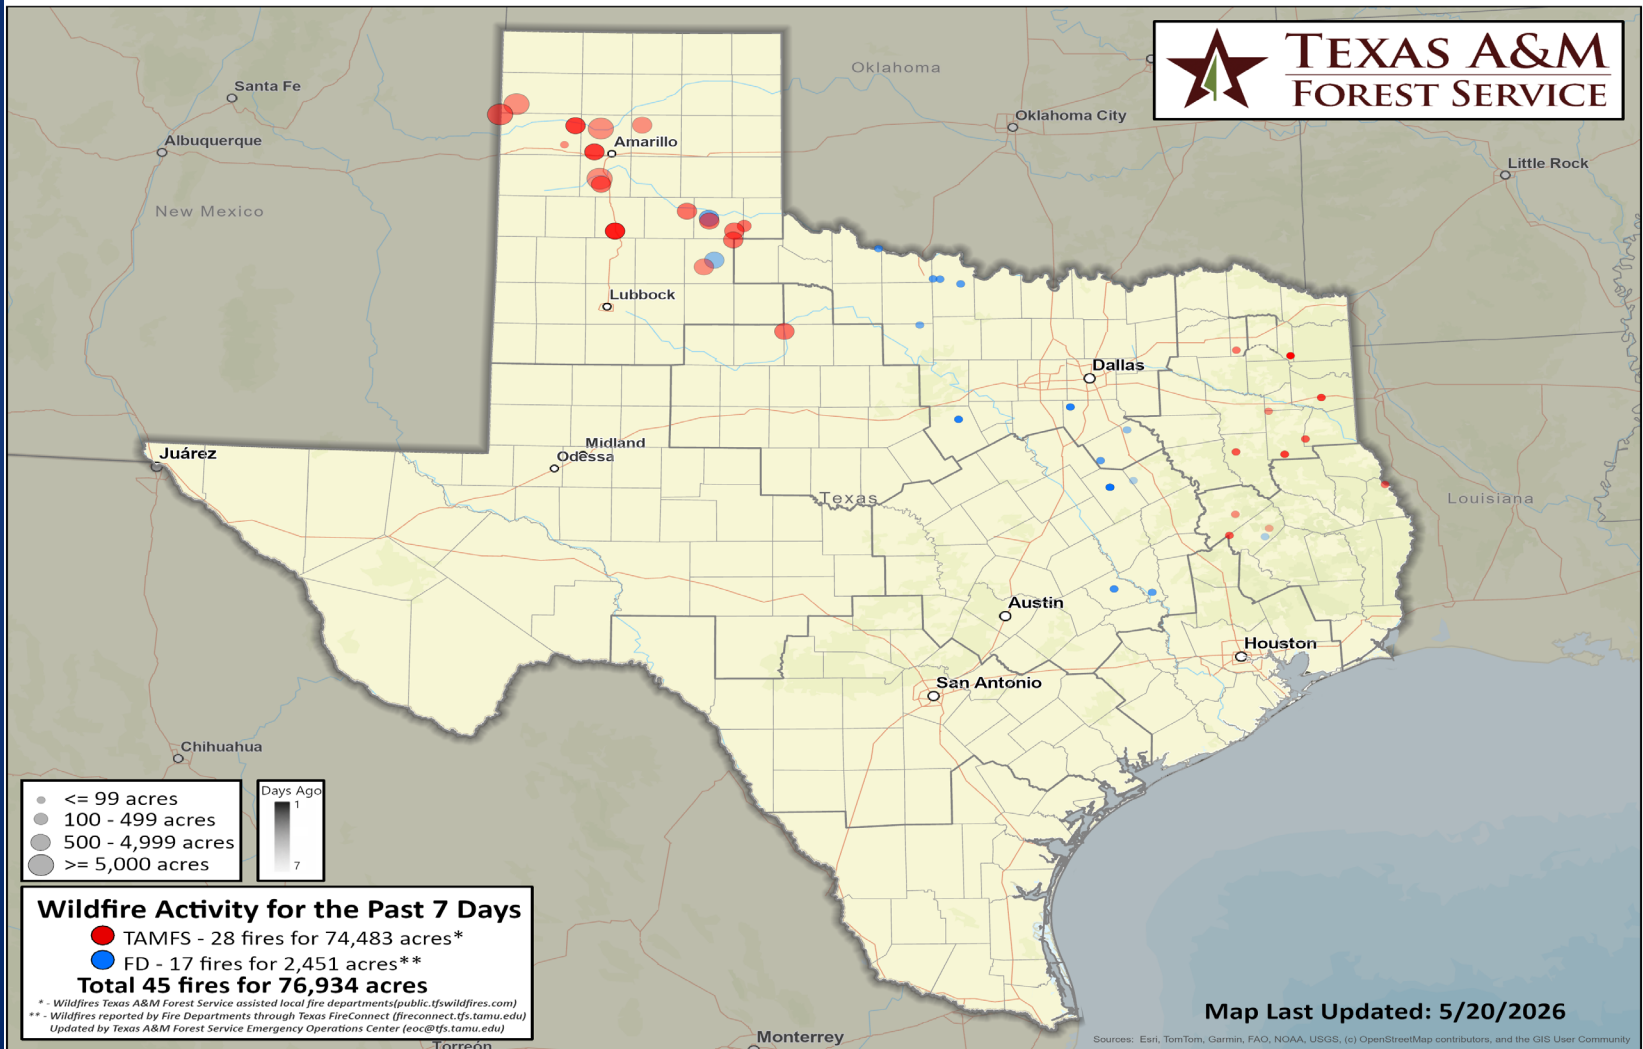 TEXAS A&M
FOREST SERVICE
Oklahoma
Santa Fe
Oklahoma City
Albuquerque
Amarillo
Little Rock
New Mexico
Lubbock
Dallas
Midland
Odessa
Juárez
Texas
Louisiana
Austin
Houston
San Antonio
Chihuahua
<= 99 acres
100 - 499 acres
500 - 4,999 acres
>= 5,000 acres
Days Ago
1
7
Wildfire Activity for the Past 7 Days
TAMFS - 28 fires for 74,483 acres*
FD - 17 fires for 2,451 acres**
Total 45 fires for 76,934 acres
* - Wildfires Texas A&M Forest Service assisted local fire departments(public.tfswildfires.com)
** - Wildfires reported by Fire Departments through Texas FireConnect (fireconnect.tfs.tamu.edu)
Updated by Texas A&M Forest Service Emergency Operations Center (eoc@tfs.tamu.edu)
Torreón
Monterrey
Map Last Updated: 5/20/2026
Sources: Esri, TomTom, Garmin, FAO, NOAA, USGS, (c) OpenStreetMap contributors, and the GIS User Community